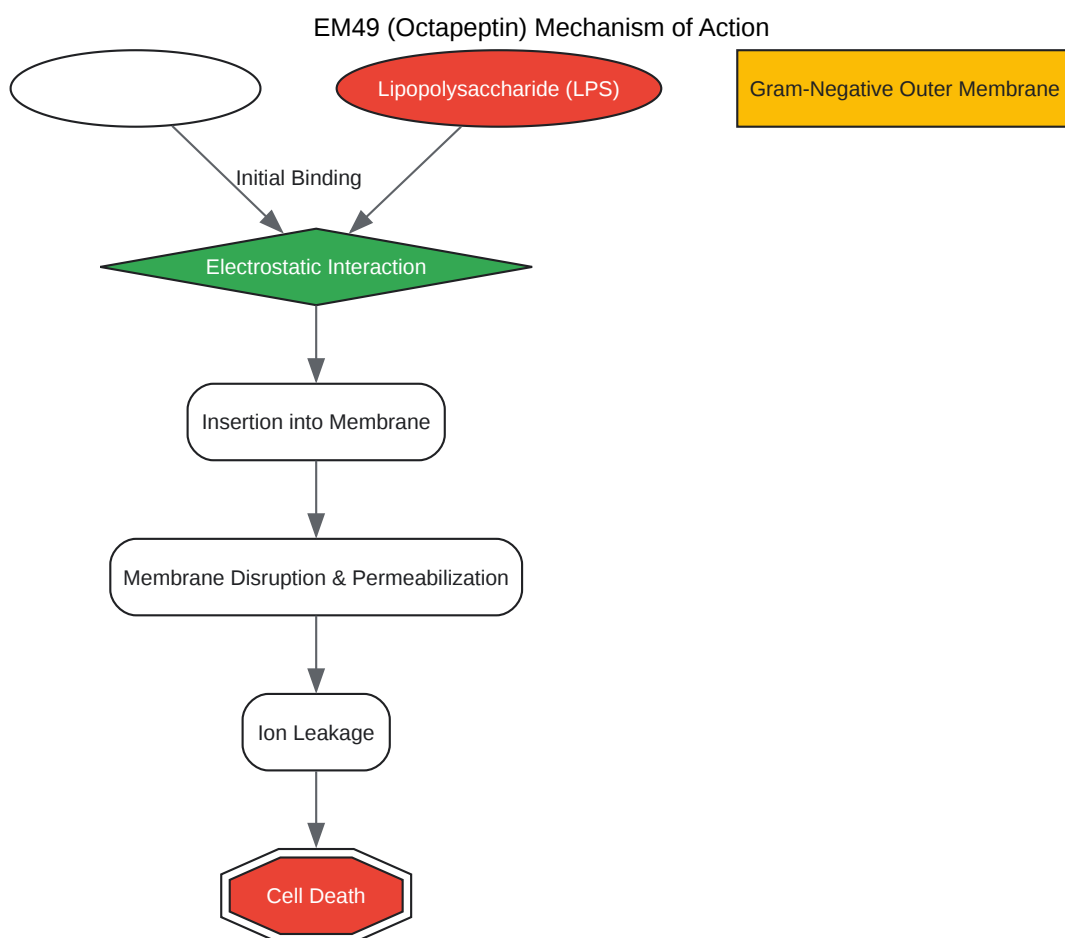 EM49 (Octapeptin) Mechanism of Action
Lipopolysaccharide (LPS)
Gram-Negative Outer Membrane
Initial Binding
Electrostatic Interaction
Insertion into Membrane
Membrane Disruption & Permeabilization
Ion Leakage
Cell Death